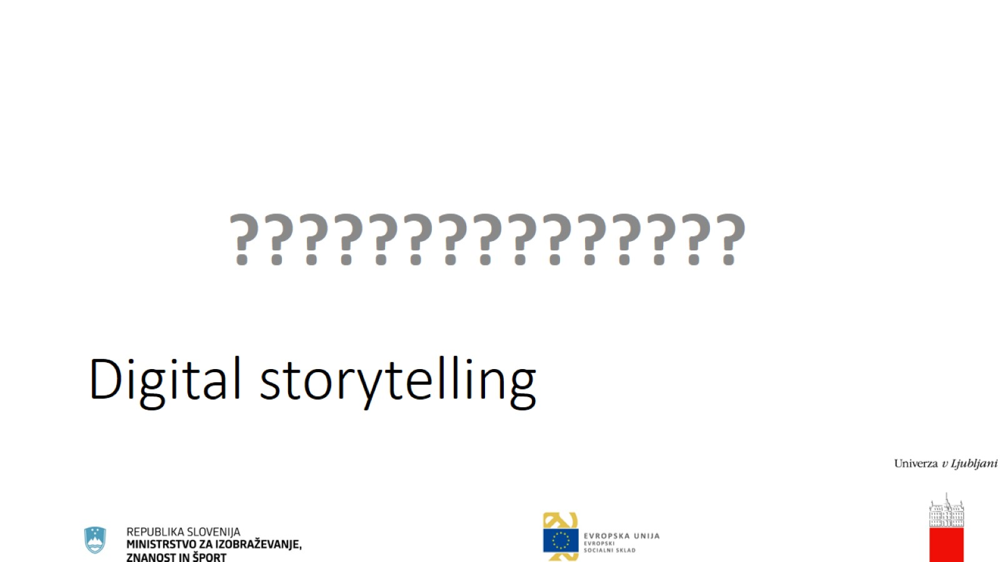 ???????????????
Digital storytelling
Univerza v Ljubljani
REPUBLIKA SLOVENIJA
MINISTRSTVO ZA IZOBRAŽEVANJE,
ZNANOST IN ŠPORT
EVROPSKA UNIJA
EVROPSKI
SOCIALNI SKLAD